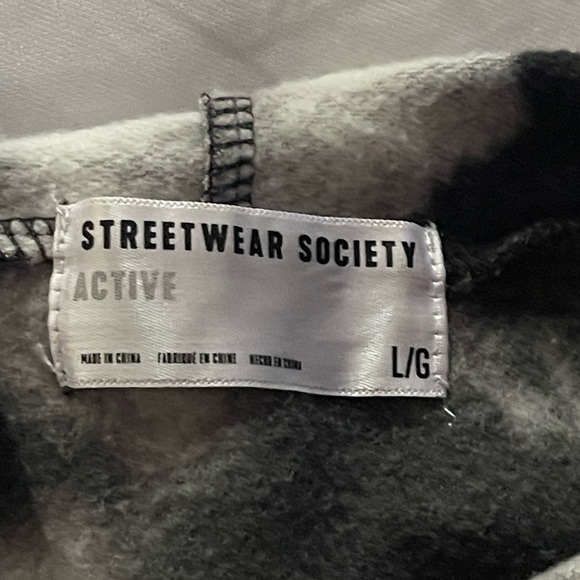 STREETWEAR SOCIETY
ACTIVE
MADE IN CHINA FABRIQUÉ EN CHINE HECHO EN CHINA
L/G